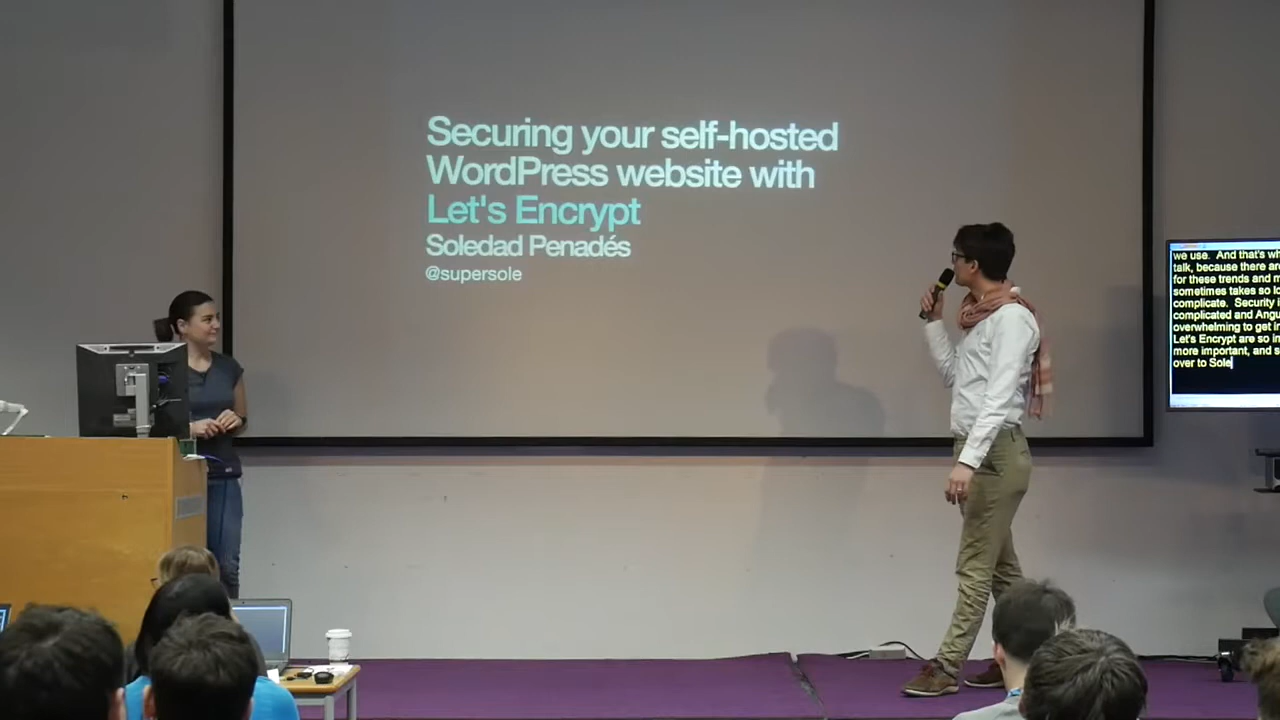 Securing your self-hosted
WordPress website with
Let's Encrypt
Soledad Penadés
@supersole
we use. And that's wh
talk, because there are
for these trends and m
sometimes takes so lo
complicate. Security i
complicated and Angu
overwhelming to get in
Let's Encrypt are so im
more important, and s
over to Sole